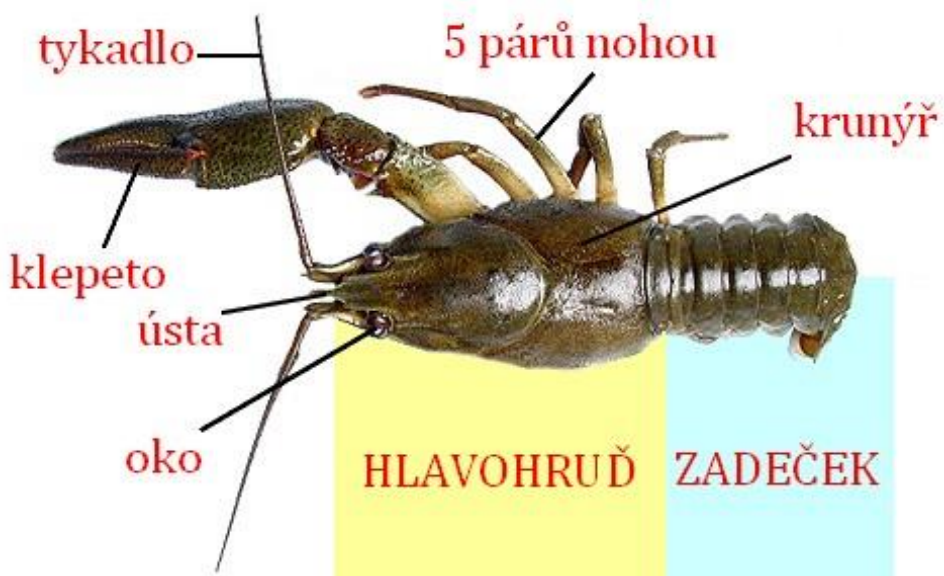 tykadlo
5 párů nohou
krunýř
klepeto
ústa
oko
HLAVOHRUĎ
ZADEČEK